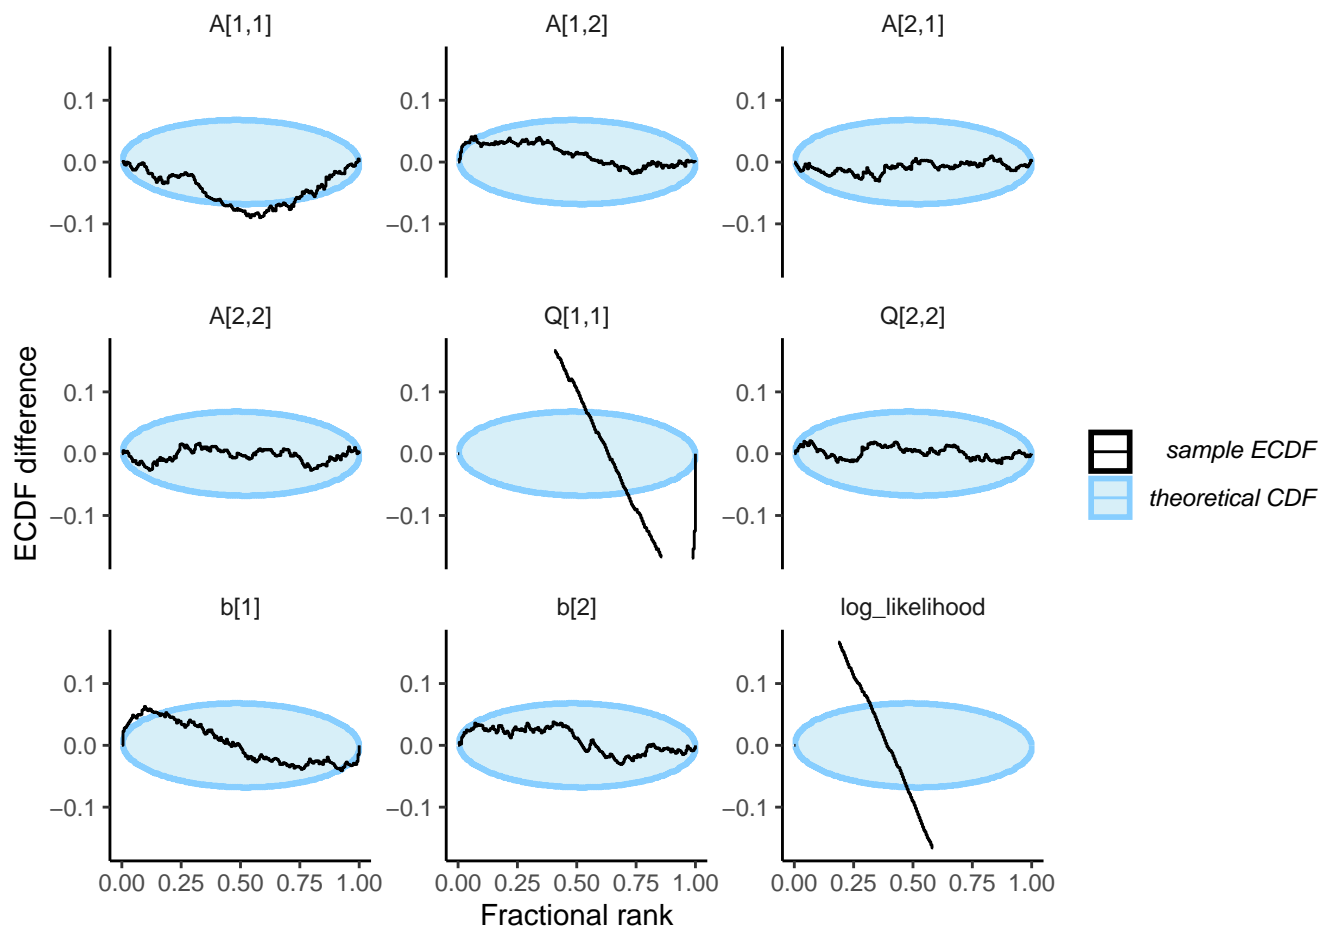 A[1,1] A[1,2] A[2,1]
0.1 0.1 0.1
0.0 0.0 0.0
−0.1 −0.1 −0.1
A[2,2] Q[1,1] Q[2,2]
0.1 0.1 0.1
0.0 0.0 0.0
−0.1 −0.1 −0.1
ECDF difference
sample ECDF
theoretical CDF
b[1] b[2] log_likelihood
0.1 0.1 0.1
0.0 0.0 0.0
−0.1 −0.1 −0.1
0.00 0.25 0.50 0.75 1.00 0.00 0.25 0.50 0.75 1.00 0.00 0.25 0.50 0.75 1.00
Fractional rank